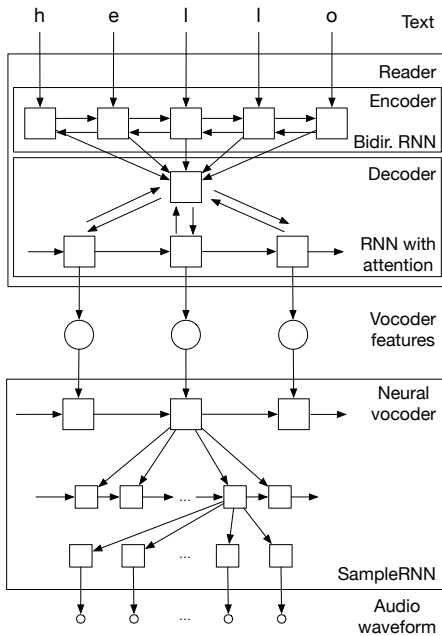 h e l l o
Text
Reader
Encoder
Bidir. RNN
Decoder
RNN with
attention
Vocoder
features
Neural
vocoder
...
...
SampleRNN
...
Audio
waveform